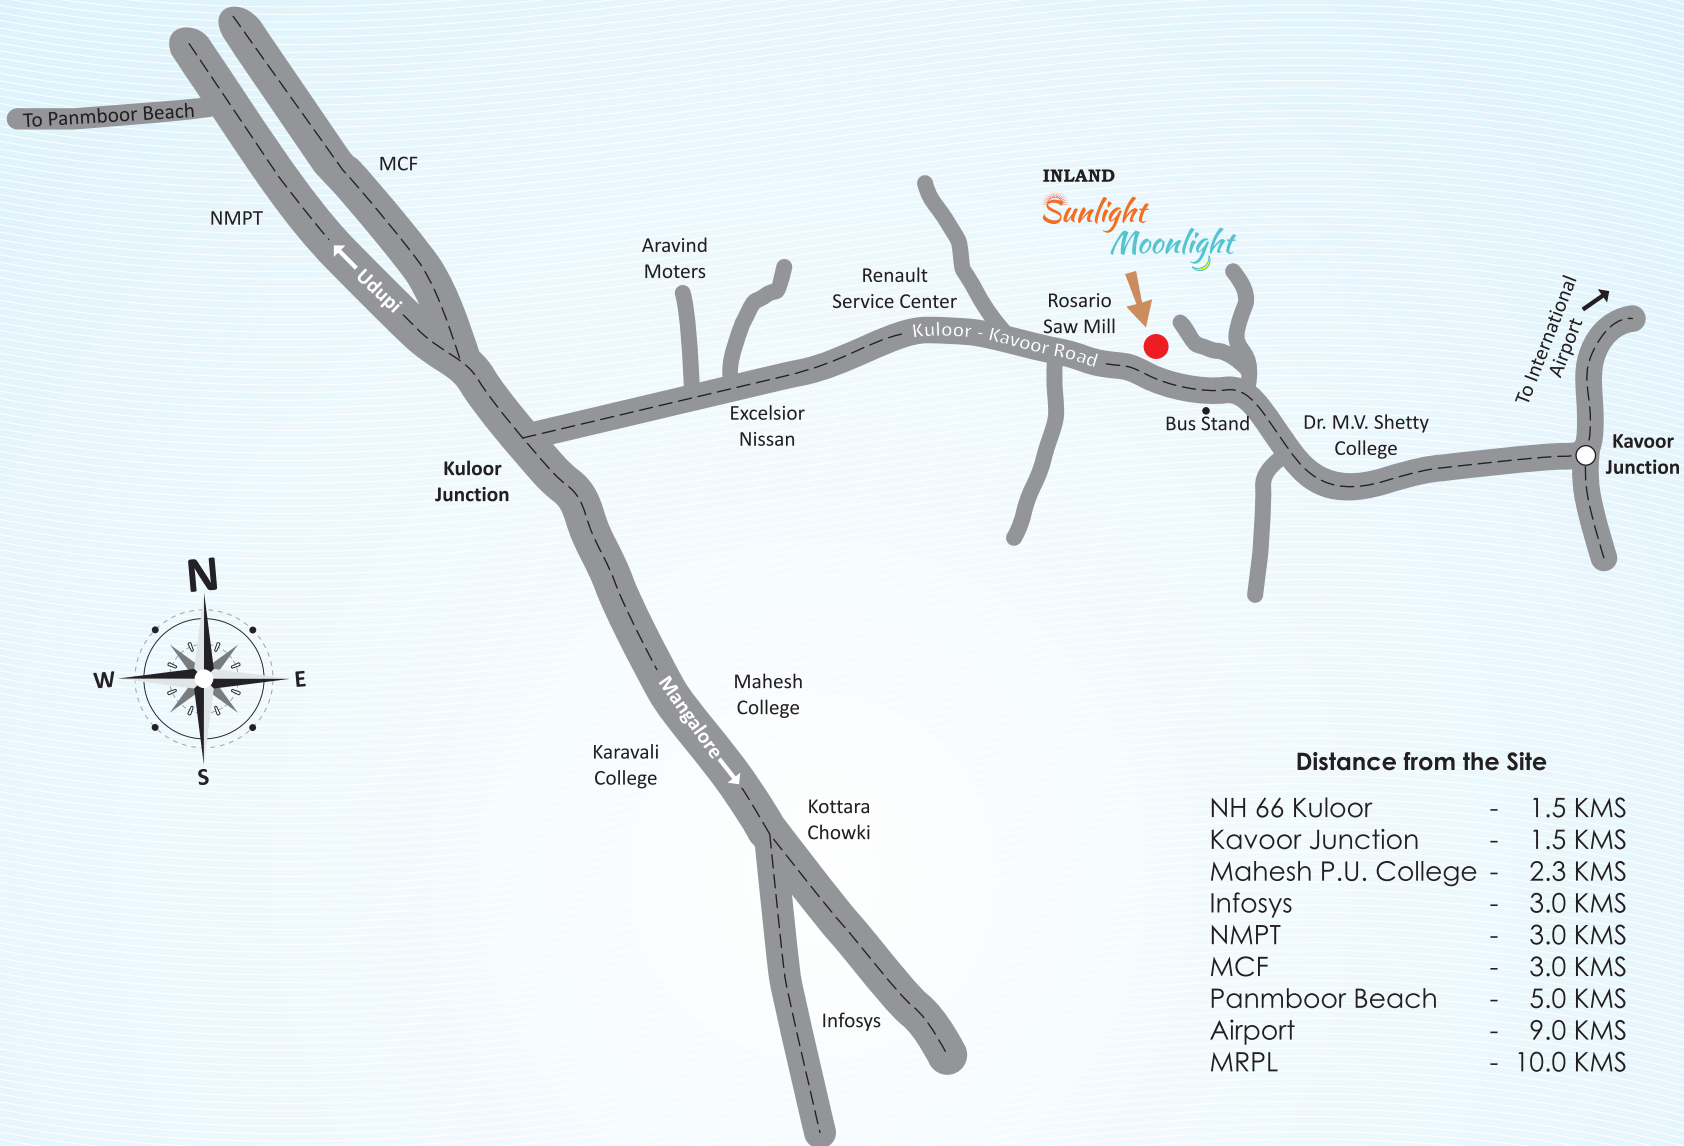 To Panmboor Beach
MCF
NMPT
Udupi
INLAND
Sunlight
Moonlight
Aravind
Moters
Renault
Service Center
Rosario
Saw Mill
Kuloor - Kavoor Road
To International
Airport
Excelsior
Nissan
Bus Stand
Dr. M.V. Shetty
College
Kavoor
Junction
Kuloor
Junction
N
W
E
S
Mahesh
College
Mangalore
Karavali
College
Kottara
Chowki
Infosys
Distance from the Site
NH 66 Kuloor - 1.5 KMS
Kavoor Junction - 1.5 KMS
Mahesh P.U. College - 2.3 KMS
Infosys - 3.0 KMS
NMPT - 3.0 KMS
MCF - 3.0 KMS
Panmboor Beach - 5.0 KMS
Airport - 9.0 KMS
MRPL - 10.0 KMS